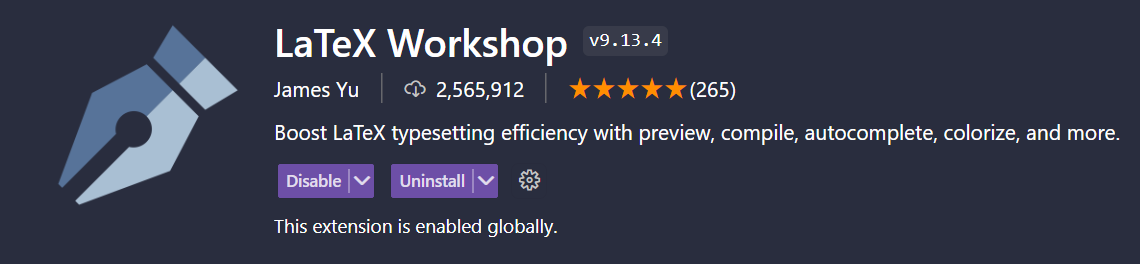 LaTeX Workshop v9.13.4
James Yu 2,565,912 ★★★★★(265)
Boost LaTeX typesetting efficiency with preview, compile, autocomplete, colorize, and more.
Disable Uninstall
This extension is enabled globally.